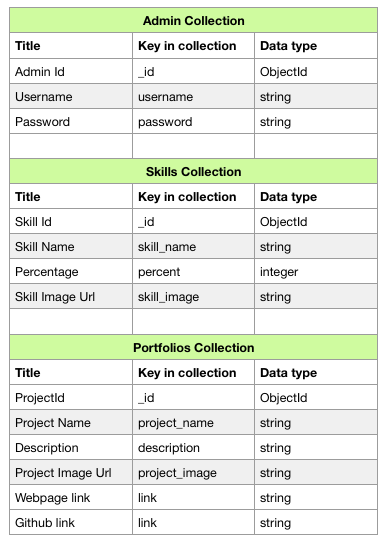 Admin Collection
Title Key in collection Data type
Admin Id _id ObjectId
Username username string
Password password string
Skills Collection
Title Key in collection Data type
Skill Id _id ObjectId
Skill Name skill_name string
Percentage percent integer
Skill Image Url skill_image string
Portfolios Collection
Title Key in collection Data type
ProjectId _id ObjectId
Project Name project_name string
Description description string
Project Image Url project_image string
Webpage link link string
Github link link string